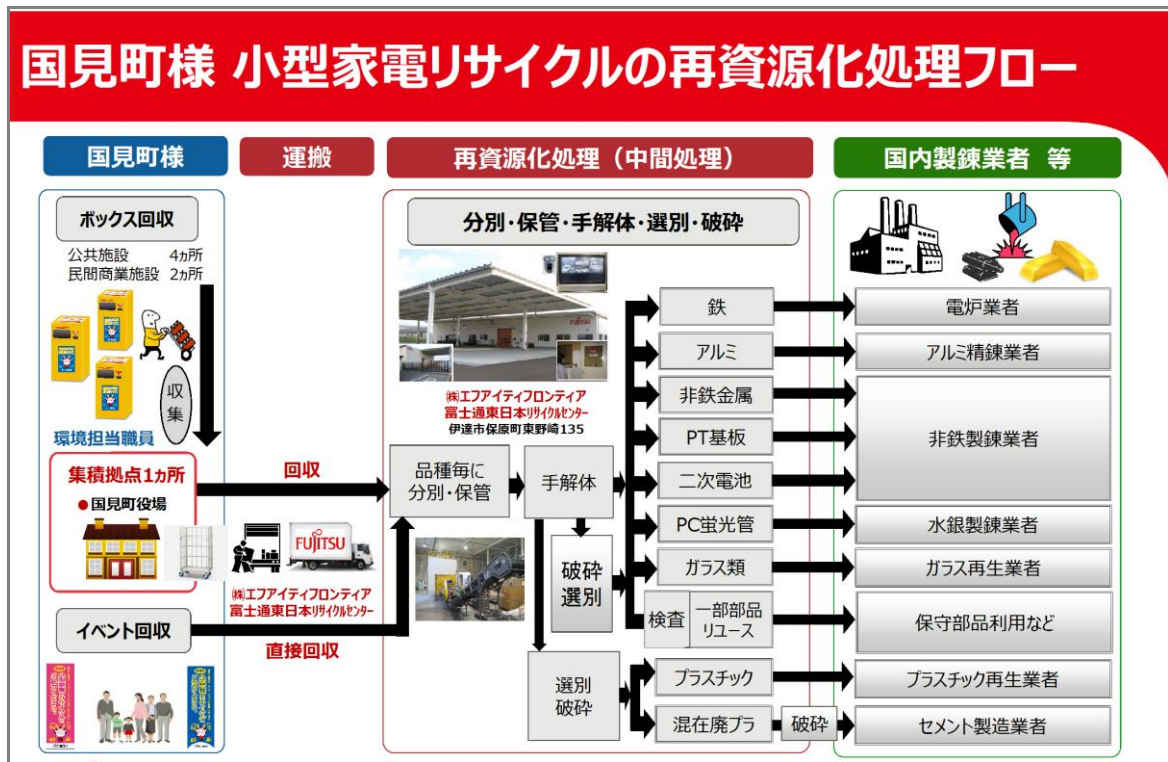 国見町様 小型家電リサイクルの再資源化処理フロー
国見町様
運搬
再資源化処理（中間処理）
国内製錬業者 等
ボックス回収
公共施設 4ヵ所
民間商業施設 2ヵ所
収集
環境担当職員
集積拠点1ヵ所
●国見町役場
イベント回収
回収
FUJITSU
㈱エフアイティフロンティア
富士通東日本リサイクルセンター
直接回収
分別・保管・手解体・選別・破砕
FUJITSU
㈱エフアイティフロンティア
富士通東日本リサイクルセンター
伊達市保原町東野崎135
品種毎に
分別・保管
手解体
破砕
選別
選別
破砕
鉄
アルミ
非鉄金属
PT基板
二次電池
PC蛍光管
ガラス類
検査
一部部品
リユース
プラスチック
混在廃プラ
破砕
電炉業者
アルミ精錬業者
非鉄製錬業者
水銀製錬業者
ガラス再生業者
保守部品利用など
プラスチック再生業者
セメント製造業者